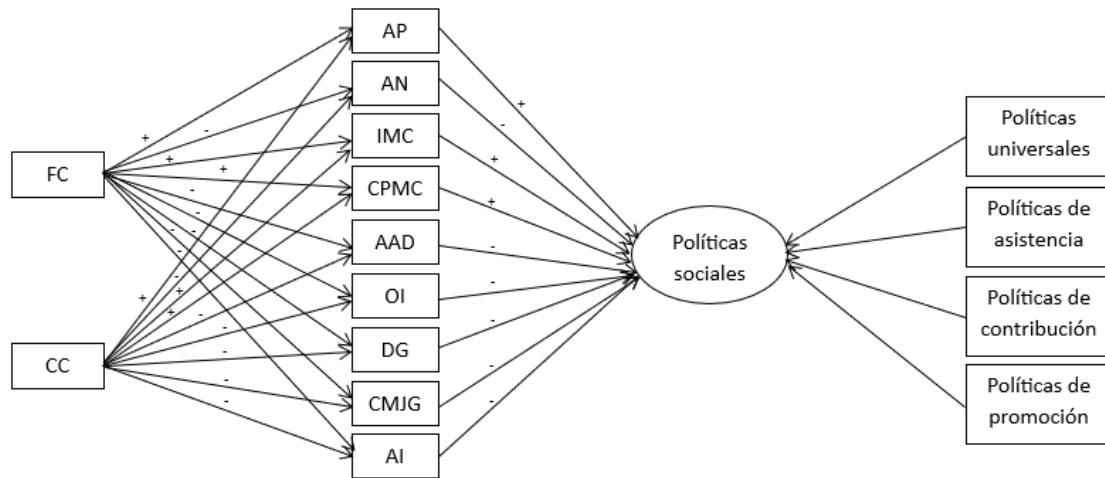 AP
AN
IMC
CPMC
AAD
OI
DG
CMJG
AI
FC
CC
+
-
+
+
-
-
-
-
-
-
+
-
+
+
-
-
-
-
-
+
-
+
+
-
-
-
-
Políticas
sociales
Políticas
universales
Políticas de
asistencia
Políticas de
contribución
Políticas de
promoción